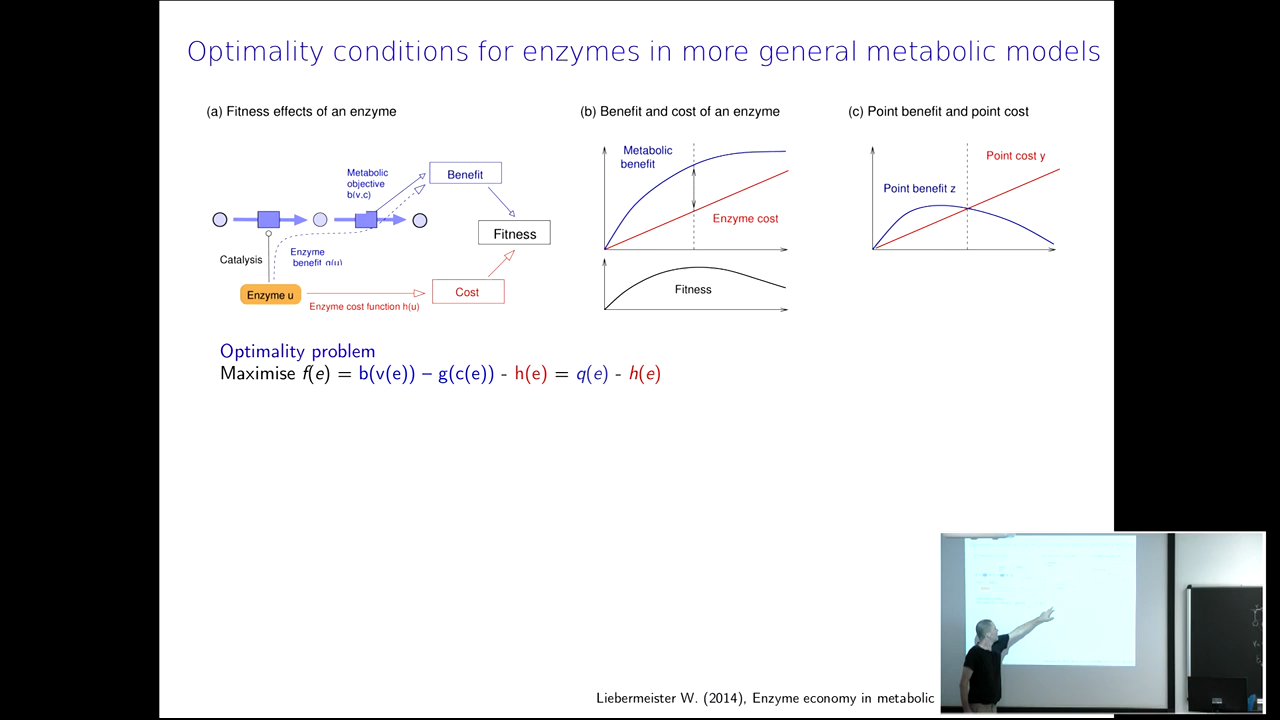 Optimality conditions for enzymes in more general metabolic models
(a) Fitness effects of an enzyme
Metabolic
objective
b(v,c)
Benefit
Fitness
Catalysis
Enzyme
benefit q(u)
Enzyme u
Enzyme cost function h(u)
Cost
(b) Benefit and cost of an enzyme
Metabolic
benefit
Enzyme cost
Fitness
(c) Point benefit and point cost
Point cost y
Point benefit z
Optimality problem
Maximise f(e) = b(v(e)) – g(c(e)) - h(e) = q(e) - h(e)
Liebermeister W. (2014), Enzyme economy in metabolic